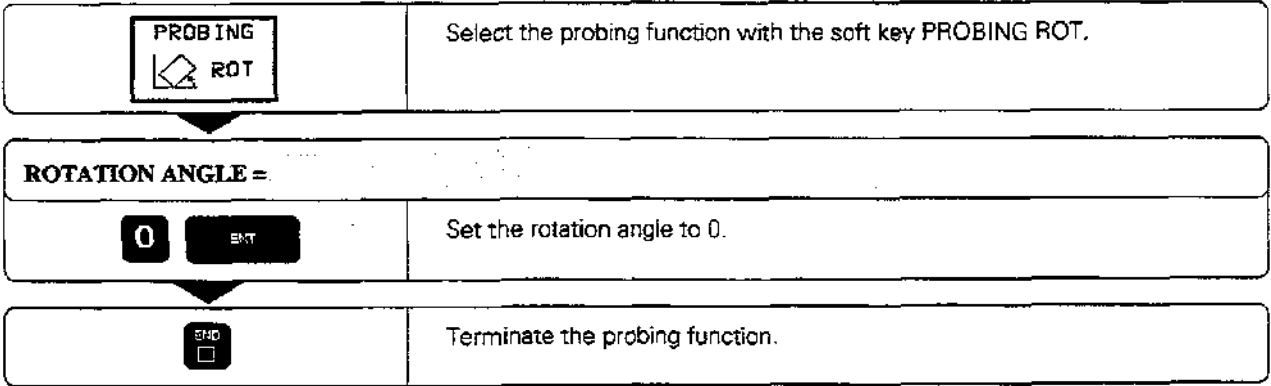 PROBING
ROT
Select the probing function with the soft key PROBING ROT.
ROTATION ANGLE =
0 ENT
Set the rotation angle to 0.
END
Terminate the probing function.